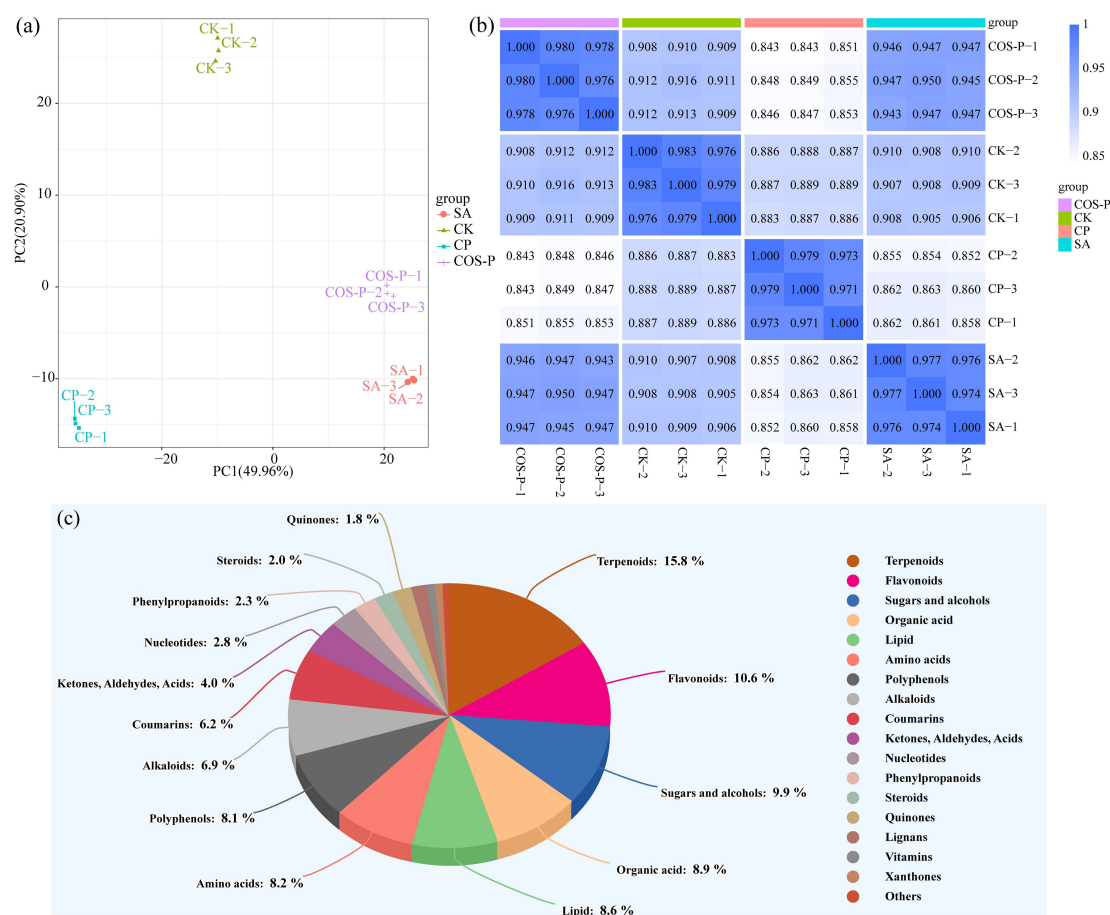 (a)
CK−1
CK−2
CK−3
20
10
0
−10
PC2(20.90%)
COS-P−1
COS-P−2
COS-P−3
SA−1
SA−3
SA−2
CP−2
CP−3
CP−1
−20
0
20
PC1(49.96%)
group
SA
CK
CP
COS-P
(b)
group
1.000 0.980 0.978 0.908 0.910 0.909 0.843 0.843 0.851 0.946 0.947 0.947 COS-P−1
0.980 1.000 0.976 0.912 0.916 0.911 0.848 0.849 0.855 0.947 0.950 0.945 COS-P−2
0.978 0.976 1.000 0.912 0.913 0.909 0.846 0.847 0.853 0.943 0.947 0.947 COS-P−3
0.908 0.912 0.912 1.000 0.983 0.976 0.886 0.888 0.887 0.910 0.908 0.910 CK−2
0.910 0.916 0.913 0.983 1.000 0.979 0.887 0.889 0.889 0.907 0.908 0.909 CK−3
0.909 0.911 0.909 0.976 0.979 1.000 0.883 0.887 0.886 0.908 0.905 0.906 CK−1
0.843 0.848 0.846 0.886 0.887 0.883 1.000 0.979 0.973 0.855 0.854 0.852 CP−2
0.843 0.849 0.847 0.888 0.889 0.887 0.979 1.000 0.971 0.862 0.863 0.860 CP−3
0.851 0.855 0.853 0.887 0.889 0.886 0.973 0.971 1.000 0.862 0.861 0.858 CP−1
0.946 0.947 0.943 0.910 0.907 0.908 0.855 0.862 0.862 1.000 0.977 0.976 SA−2
0.947 0.950 0.947 0.908 0.908 0.905 0.854 0.863 0.861 0.977 1.000 0.974 SA−3
0.947 0.945 0.947 0.910 0.909 0.906 0.852 0.860 0.858 0.976 0.974 1.000 SA−1
COS-P−1 COS-P−2 COS-P−3 CK−2 CK−3 CK−1 CP−2 CP−3 CP−1 SA−2 SA−3 SA−1
1
0.95
0.9
0.85
group
COS-P
CK
CP
SA
(c)
Quinones: 1.8 %
Steroids: 2.0 %
Phenylpropanoids: 2.3 %
Nucleotides: 2.8 %
Ketones, Aldehydes, Acids: 4.0 %
Coumarins: 6.2 %
Alkaloids: 6.9 %
Polyphenols: 8.1 %
Amino acids: 8.2 %
Lipid: 8.6 %
Organic acid: 8.9 %
Sugars and alcohols: 9.9 %
Flavonoids: 10.6 %
Terpenoids: 15.8 %
Terpenoids
Flavonoids
Sugars and alcohols
Organic acid
Lipid
Amino acids
Polyphenols
Alkaloids
Coumarins
Ketones, Aldehydes, Acids
Nucleotides
Phenylpropanoids
Steroids
Quinones
Lignans
Vitamins
Xanthones
Others